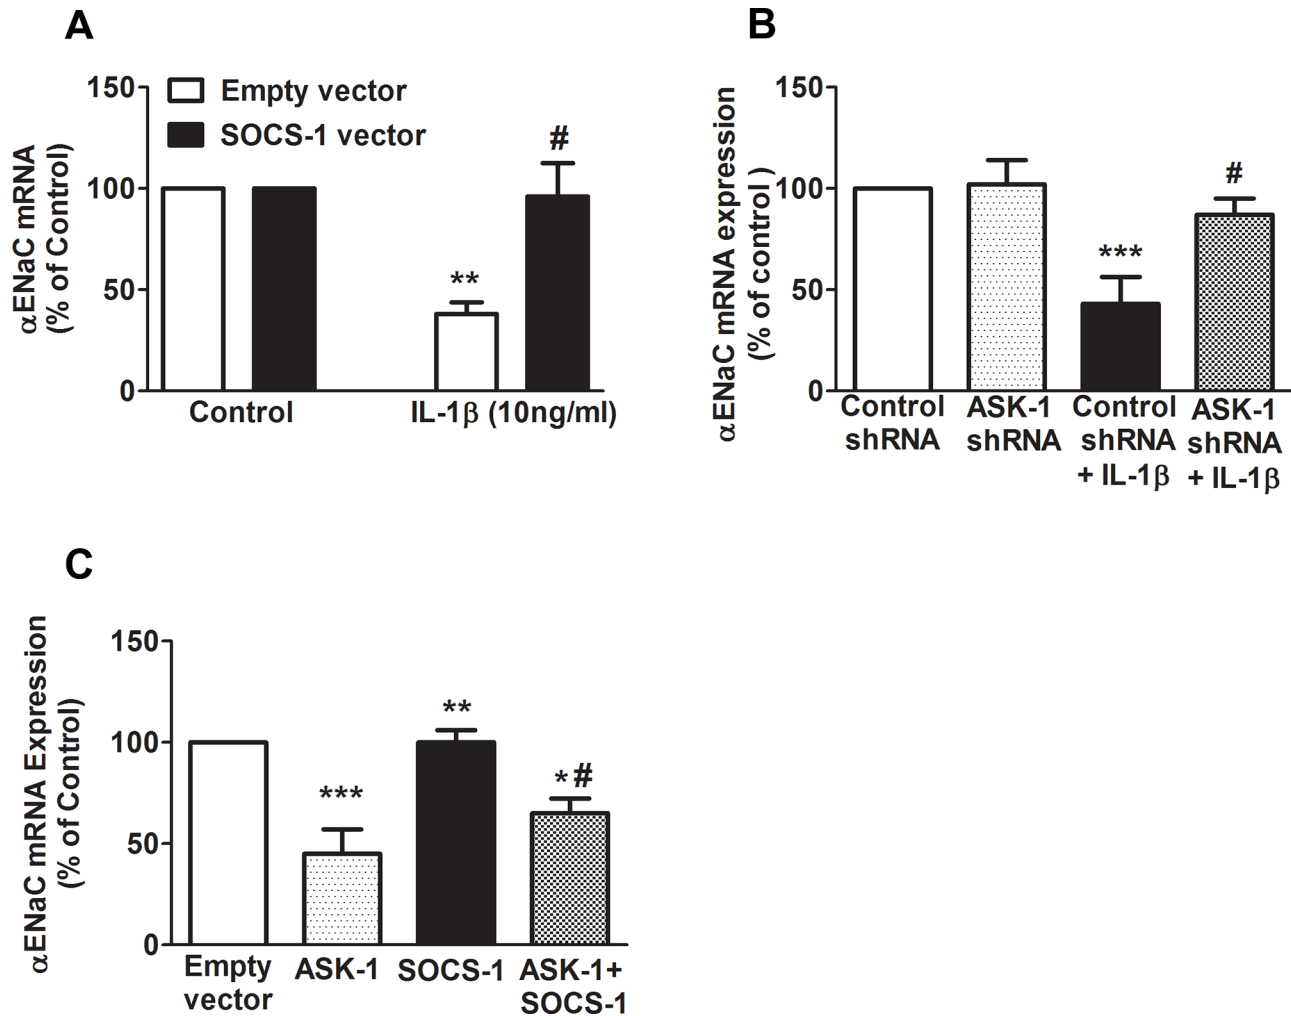 A
αENaC mRNA
(% of Control)
150
100
50
0
Empty vector
SOCS-1 vector
**
#
Control
IL-1β (10ng/ml)
B
αENaC mRNA expression
(% of control )
150
100
50
0
***
#
Control
shRNA
ASK-1
shRNA
Control
shRNA
+ IL-1β
ASK-1
shRNA
+ IL-1β
C
αENaC mRNA Expression
(% of Control)
150
100
50
0
***
**
*#
Empty
vector
ASK-1
SOCS-1
ASK-1+
SOCS-1